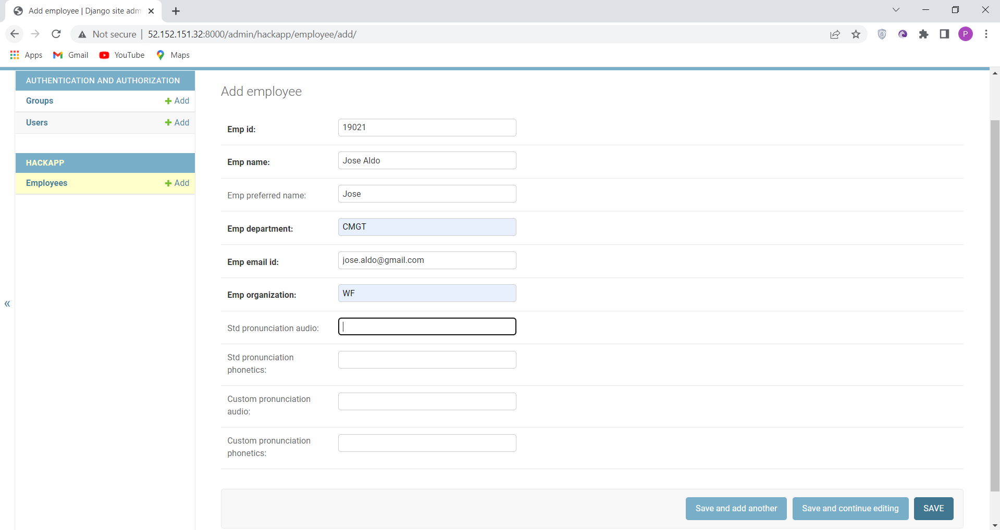 Add employee | Django site adm
Not secure 52.152.151.32:8000/admin/hackapp/employee/add/ P
Apps Gmail YouTube Maps
AUTHENTICATION AND AUTHORIZATION
Groups Add
Users Add
HACKAPP
Employees Add
«
Add employee
Emp id: 19021
Emp name: Jose Aldo
Emp preferred name: Jose
Emp department: CMGT
Emp email id: jose.aldo@gmail.com
Emp organization: WF
Std pronunciation audio:
Std pronunciation
phonetics:
Custom pronunciation
audio:
Custom pronunciation
phonetics:
Save and add another Save and continue editing SAVE